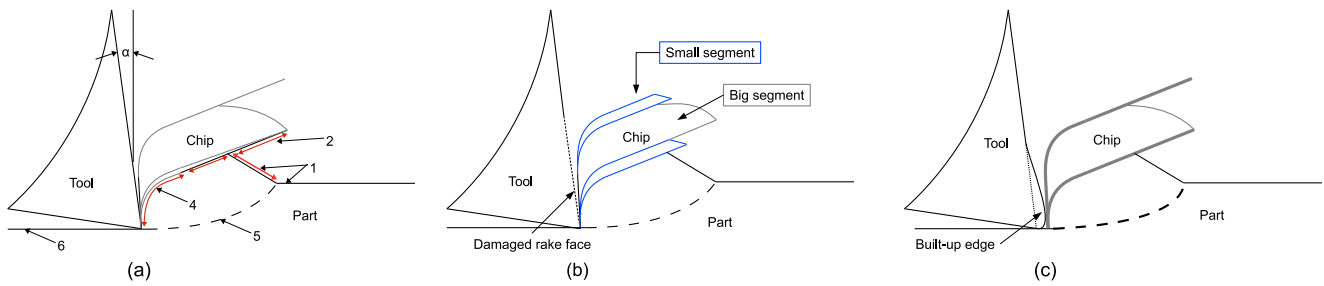 α
Chip
2
1
Tool
4
Part
5
6
(a)
Small segment
Big segment
Chip
Tool
Part
Damaged rake face
(b)
Chip
Tool
Part
Built-up edge
(c)